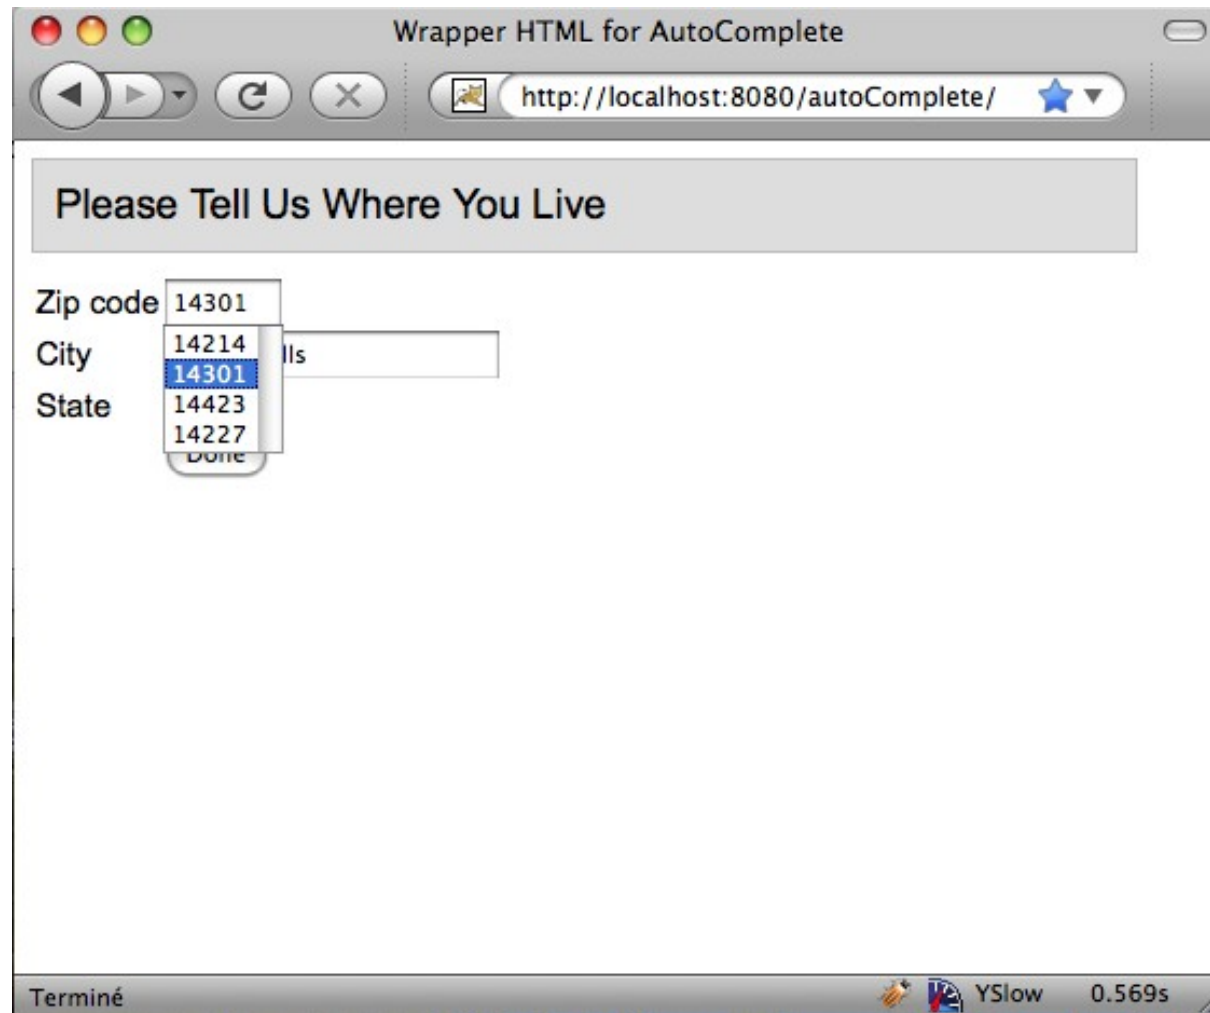 Wrapper HTML for AutoComplete
http://localhost:8080/autoComplete/
Please Tell Us Where You Live
Zip code 14301
14214
City lls
14301
State 14423
14227
Done
Terminé YSlow 0.569s